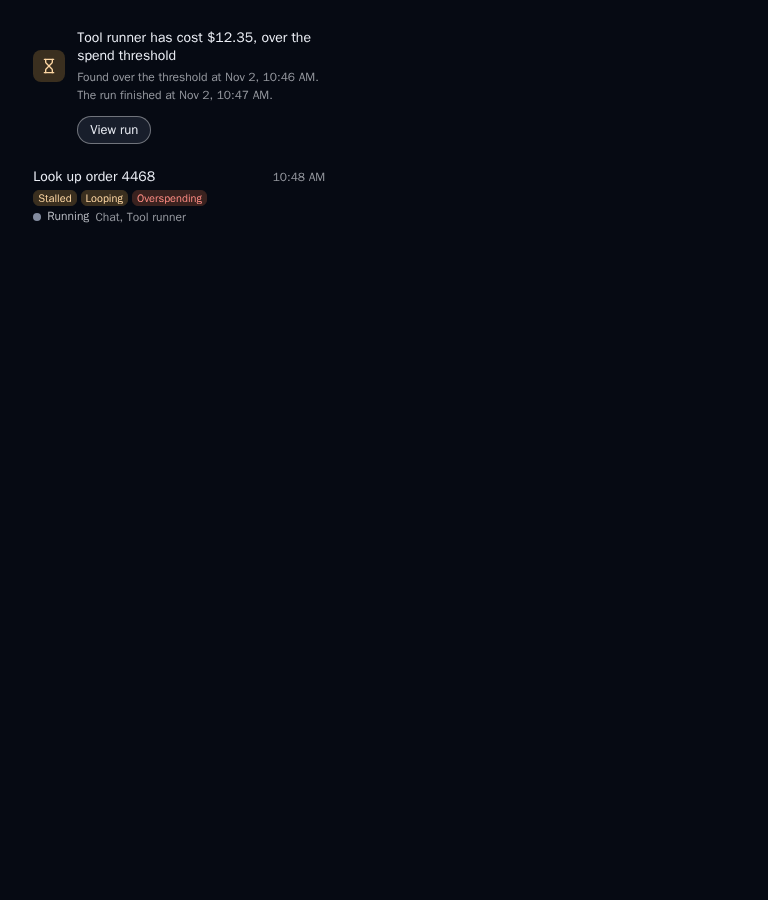 Tool runner has cost $12.35, over the
spend threshold
Found over the threshold at Nov 2, 10:46 AM.
The run finished at Nov 2, 10:47 AM.
View run
Look up order 4468 10:48 AM
Stalled Looping Overspending
Running Chat, Tool runner